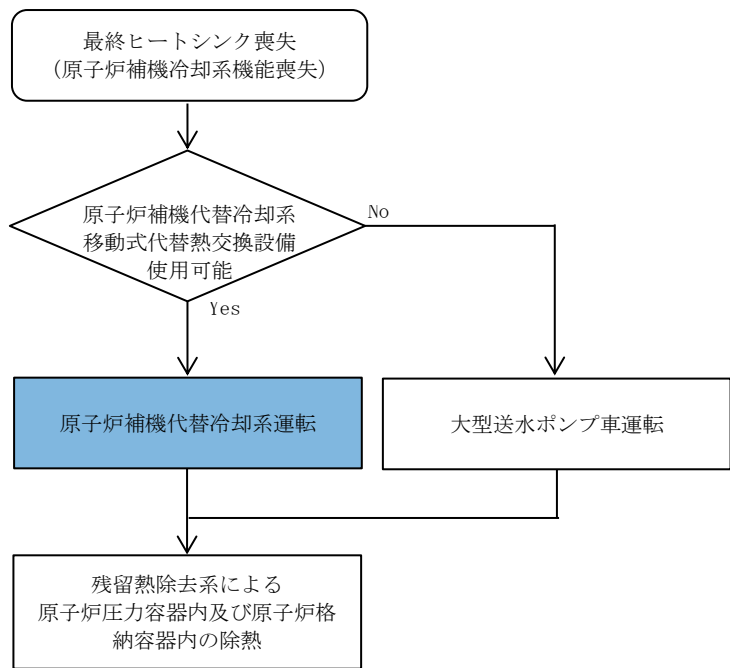 最終ヒートシンク喪失
（原子炉補機冷却系機能喪失）
原子炉補機代替冷却系
移動式代替熱交換設備
使用可能
No
Yes
原子炉補機代替冷却系運転
大型送水ポンプ車運転
残留熱除去系による
原子炉圧力容器内及び原子炉格
納容器内の除熱